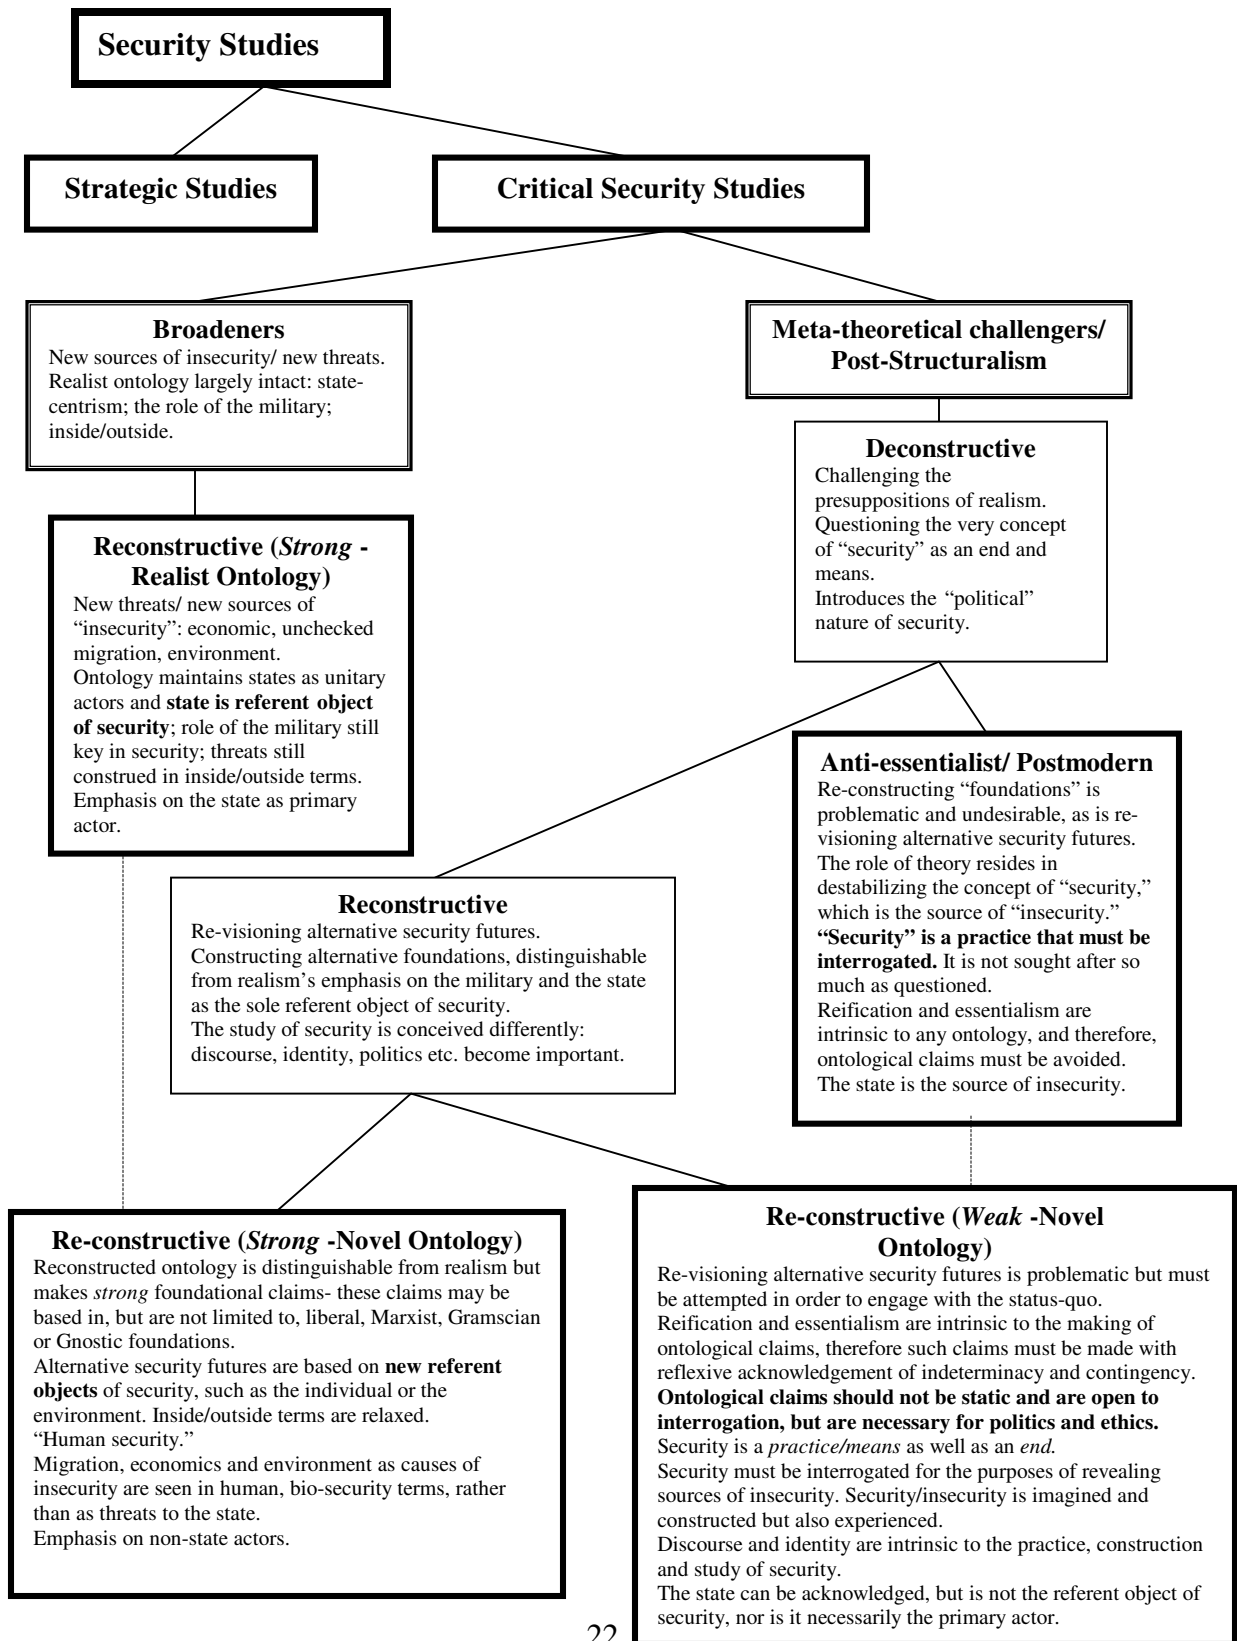 Security Studies
Strategic Studies
Critical Security Studies
Broadeners
New sources of insecurity/ new threats.
Realist ontology largely intact: state-
centrism; the role of the military;
inside/outside.
Meta-theoretical challengers/
Post-Structuralism
Deconstructive
Challenging the
presuppositions of realism.
Questioning the very concept
of “security” as an end and
means.
Introduces the “political”
nature of security.
Reconstructive (Strong -
Realist Ontology)
New threats/ new sources of
“insecurity”: economic, unchecked
migration, environment.
Ontology maintains states as unitary
actors and state is referent object
of security; role of the military still
key in security; threats still
construed in inside/outside terms.
Emphasis on the state as primary
actor.
Anti-essentialist/ Postmodern
Re-constructing “foundations” is
problematic and undesirable, as is re-
visioning alternative security futures.
The role of theory resides in
destabilizing the concept of “security,”
which is the source of “insecurity.”
“Security” is a practice that must be
interrogated. It is not sought after so
much as questioned.
Reification and essentialism are
intrinsic to any ontology, and therefore,
ontological claims must be avoided.
The state is the source of insecurity.
Reconstructive
Re-visioning alternative security futures.
Constructing alternative foundations, distinguishable
from realism’s emphasis on the military and the state
as the sole referent object of security.
The study of security is conceived differently:
discourse, identity, politics etc. become important.
Re-constructive (Strong -Novel Ontology)
Reconstructed ontology is distinguishable from realism but
makes strong foundational claims- these claims may be
based in, but are not limited to, liberal, Marxist, Gramscian
or Gnostic foundations.
Alternative security futures are based on new referent
objects of security, such as the individual or the
environment. Inside/outside terms are relaxed.
“Human security.”
Migration, economics and environment as causes of
insecurity are seen in human, bio-security terms, rather
than as threats to the state.
Emphasis on non-state actors.
Re-constructive (Weak -Novel
Ontology)
Re-visioning alternative security futures is problematic but must
be attempted in order to engage with the status-quo.
Reification and essentialism are intrinsic to the making of
ontological claims, therefore such claims must be made with
reflexive acknowledgement of indeterminacy and contingency.
Ontological claims should not be static and are open to
interrogation, but are necessary for politics and ethics.
Security is a practice/means as well as an end.
Security must be interrogated for the purposes of revealing
sources of insecurity. Security/insecurity is imagined and
constructed but also experienced.
Discourse and identity are intrinsic to the practice, construction
and study of security.
The state can be acknowledged, but is not the referent object of
security, nor is it necessarily the primary actor.
22